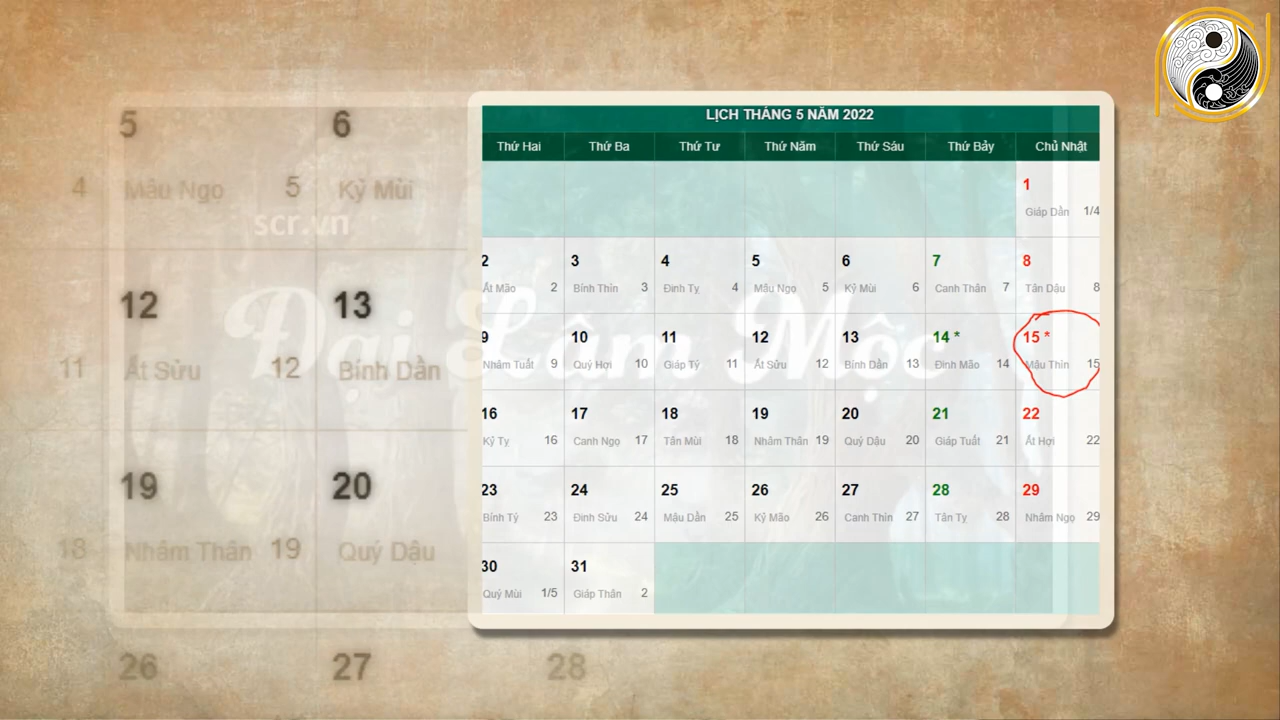 LỊCH THÁNG 5 NĂM 2022
Thứ Hai Thứ Ba Thứ Tư Thứ Năm Thứ Sáu Thứ Bảy Chủ Nhật
1
Giáp Dần 1/4
2 3 4 5 6 7 8
Ất Mão 2 Bính Thìn 3 Đinh Tỵ 4 Mậu Ngọ 5 Kỷ Mùi 6 Canh Thân 7 Tân Dậu 8
9 10 11 12 13 14 * 15 *
Nhâm Tuất 9 Quý Hợi 10 Giáp Tý 11 Ất Sửu 12 Bính Dần 13 Đinh Mão 14 Mậu Thìn 15
16 17 18 19 20 21 22
Kỷ Tỵ 16 Canh Ngọ 17 Tân Mùi 18 Nhâm Thân 19 Quý Dậu 20 Giáp Tuất 21 Ất Hợi 22
23 24 25 26 27 28 29
Bính Tý 23 Đinh Sửu 24 Mậu Dần 25 Kỷ Mão 26 Canh Thìn 27 Tân Tỵ 28 Nhâm Ngọ 29
30 31
Quý Mùi 1/5 Giáp Thân 2
Đại Lâm Mộc
5 6
4 Mậu Ngọ 5 Kỷ Mùi
scr.vn
12 13
11 Ất Sửu 12 Bính Dần
19 20
18 Nhâm Thân 19 Quý Dậu
26 27 28